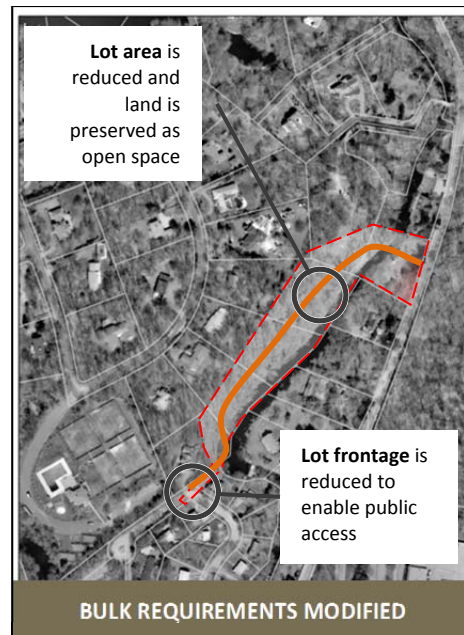 Lot area is
reduced and
land is
preserved as
open space
Lot frontage is
reduced to
enable public
access
BULK REQUIREMENTS MODIFIED